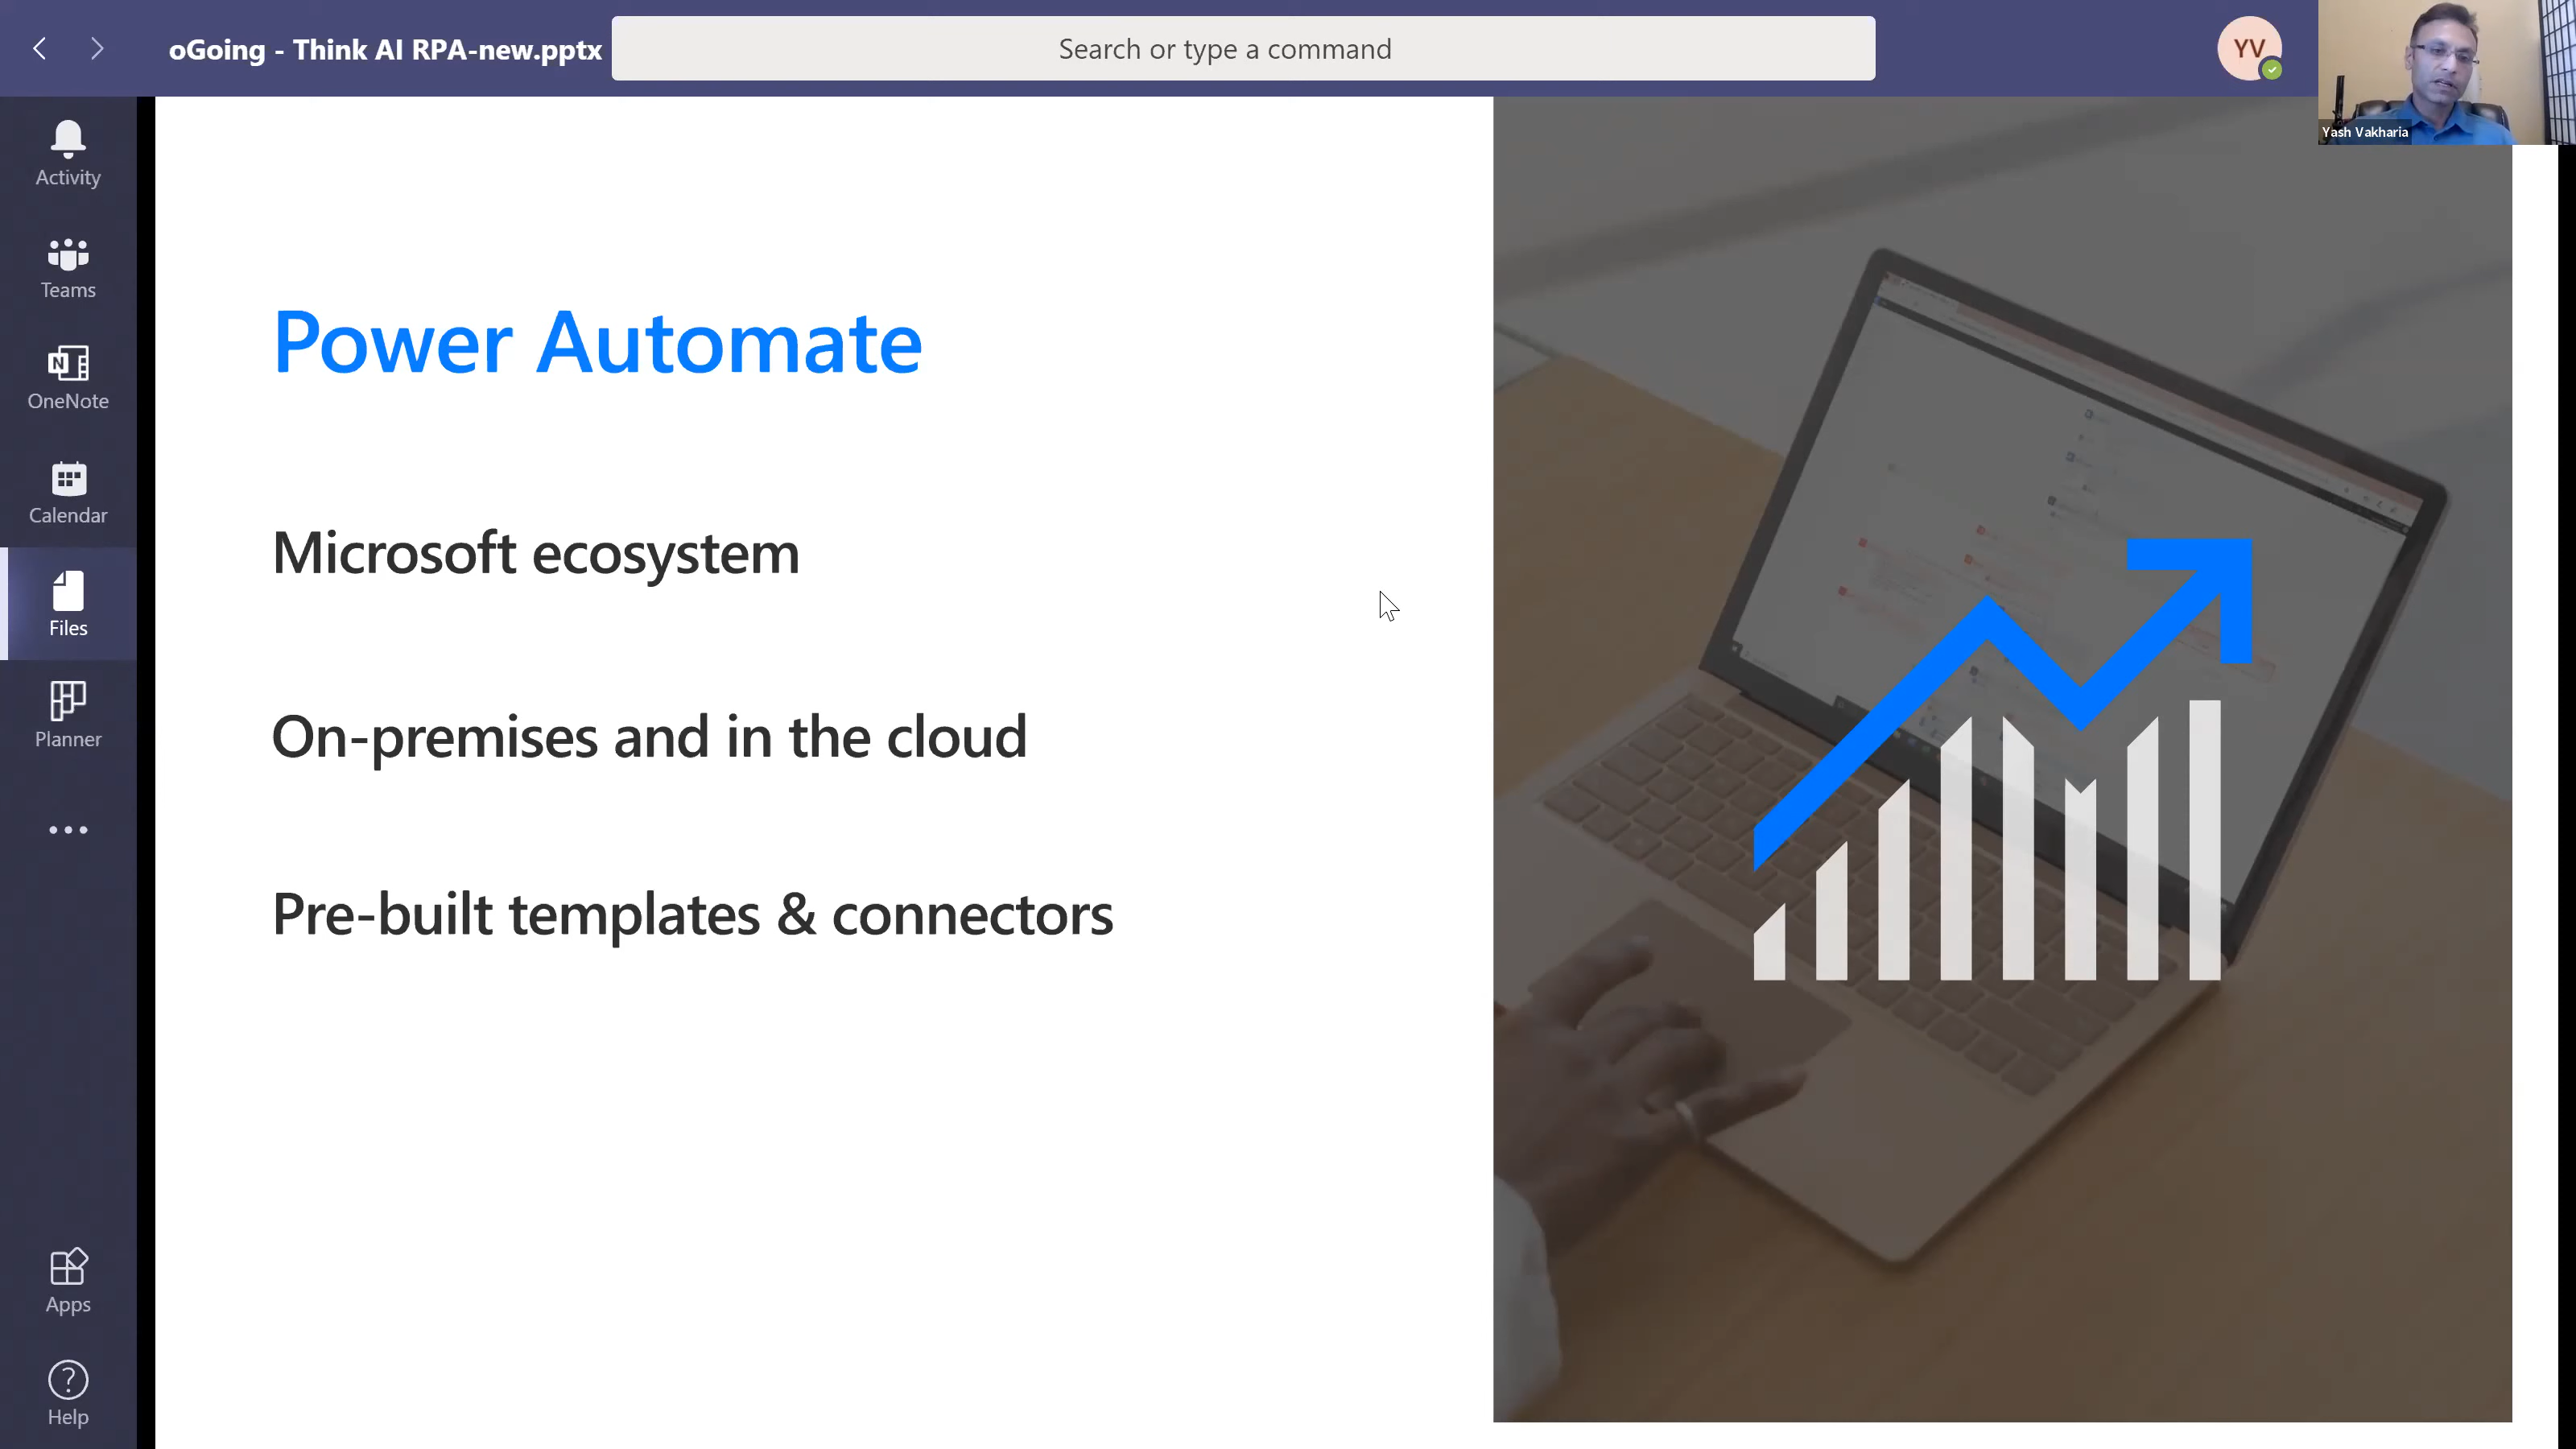 oGoing - Think AI RPA-new.pptx
Search or type a command
YV
Yash Vakharia
Activity
Teams
N
OneNote
Calendar
Files
Planner
Apps
?
Help
Power Automate
Microsoft ecosystem
On-premises and in the cloud
Pre-built templates & connectors